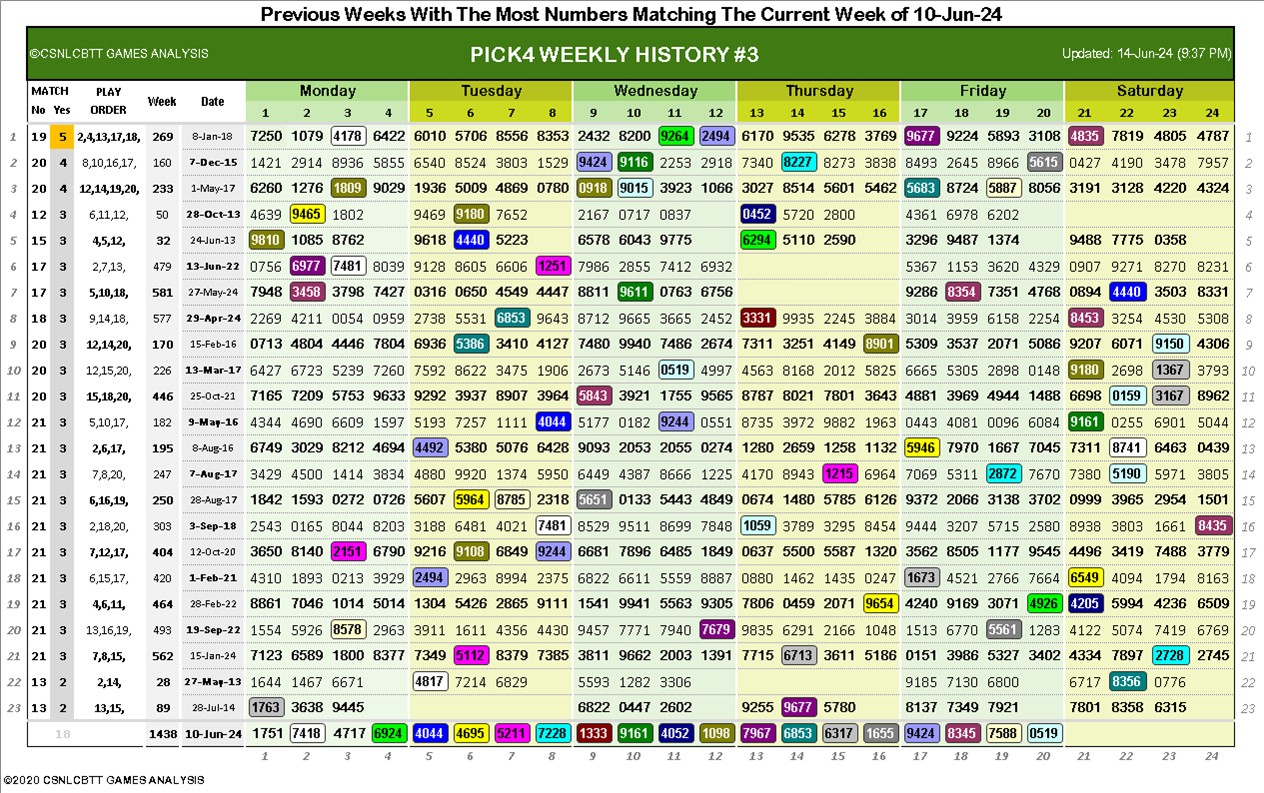 Previous Weeks With The Most Numbers Matching The Current Week of 10-Jun-24
©CSNLCBTT GAMES ANALYSIS PICK4 WEEKLY HISTORY #3 Updated: 14-Jun-24 (9:37 PM)
MATCH PLAY Week Date Monday Tuesday Wednesday Thursday Friday Saturday
No Yes ORDER 1 2 3 4 5 6 7 8 9 10 11 12 13 14 15 16 17 18 19 20 21 22 23 24
1 19 5 2,4,13,17,18, 269 8-Jan-18 7250 1079 4178 6422 6010 5706 8556 8353 2432 8200 9264 2494 6170 9535 6278 3769 9677 9224 5893 3108 4835 7819 4805 4787 1
2 20 4 8,10,16,17, 160 7-Dec-15 1421 2914 8936 5855 6540 8524 3803 1529 9424 9116 2253 2918 7340 8227 8273 3838 8493 2645 8966 5615 0427 4190 3478 7957 2
3 20 4 12,14,19,20, 233 1-May-17 6260 1276 1809 9029 1936 5009 4869 0780 0918 9015 3923 1066 3027 8514 5601 5462 5683 8724 5887 8056 3191 3128 4220 4324 3
4 12 3 6,11,12, 50 28-Oct-13 4639 9465 1802 9469 9180 7652 2167 0717 0837 0452 5720 2800 4361 6978 6202 4
5 15 3 4,5,12, 32 24-Jun-13 9810 1085 8762 9618 4440 5223 6578 6043 9775 6294 5110 2590 3296 9487 1374 9488 7775 0358 5
6 17 3 2,7,13, 479 13-Jun-22 0756 6977 7481 8039 9128 8605 6606 1251 7986 2855 7412 6932 5367 1153 3620 4329 0907 9271 8270 8231 6
7 17 3 5,10,18, 581 27-May-24 7948 3458 3798 7427 0316 0650 4549 4447 8811 9611 0763 6756 9286 8354 7351 4768 0894 4440 3503 8331 7
8 18 3 9,14,18, 577 29-Apr-24 2269 4211 0054 0959 2738 5531 6853 9643 8712 9665 3665 2452 3331 9935 2245 3884 3014 3959 6158 2254 8453 3254 4530 5308 8
9 20 3 12,14,20, 170 15-Feb-16 0713 4804 4446 7804 6936 5386 3410 4127 7480 9940 7486 2674 7311 3251 4149 8901 5309 3537 2071 5086 9207 6071 9150 4306 9
10 20 3 12,15,20, 226 13-Mar-17 6427 6723 5239 7260 7592 8622 3475 1906 2673 5146 0519 4997 4563 8168 2012 5825 6665 5305 2898 0148 9180 2698 1367 3793 10
11 20 3 15,18,20, 446 25-Oct-21 7165 7209 5753 9633 9292 3937 8907 3964 5843 3921 1755 9565 8787 8021 7801 3643 4881 3969 4944 1488 6698 0159 3167 8962 11
12 21 3 5,10,17, 182 9-May-16 4344 4690 6609 1597 5193 7257 1111 4044 5177 0182 9244 0551 8735 3972 9882 1963 0443 4081 0096 6084 9161 0255 6901 5044 12
13 21 3 2,6,17, 195 8-Aug-16 6749 3029 8212 4694 4492 5380 5076 6428 9093 2053 2055 0274 1280 2659 1258 1132 5946 7970 1667 7045 7311 8741 6463 0439 13
14 21 3 7,8,20, 247 7-Aug-17 3429 4500 1414 3834 4880 9920 1374 5950 6449 4387 8666 1225 4170 8943 1215 6964 7069 5311 2872 7670 7380 5190 5971 3805 14
15 21 3 6,16,19, 250 28-Aug-17 1842 1593 0272 0726 5607 5964 8785 2318 5651 0133 5443 4849 0674 1480 5785 6126 9372 2066 3138 3702 0999 3965 2954 1501 15
16 21 3 2,18,20, 303 3-Sep-18 2543 0165 8044 8203 3188 6481 4021 7481 8529 9511 8699 7848 1059 3789 3295 8454 9444 3207 5715 2580 8938 3803 1661 8435 16
17 21 3 7,12,17, 404 12-Oct-20 3650 8140 2151 6790 9216 9108 6849 9244 6681 7896 6485 1849 0637 5500 5587 1320 3562 8505 1177 9545 4496 3419 7488 3779 17
18 21 3 6,15,17, 420 1-Feb-21 4310 1893 0213 3929 2494 2963 8994 2375 6822 6611 5559 8887 0880 1462 1435 0247 1673 4521 2766 7664 6549 4094 1794 8163 18
19 21 3 4,6,11, 464 28-Feb-22 8861 7046 1014 5014 1304 5426 2865 9111 1541 9941 5563 9305 7806 0459 2071 9654 4240 9169 3071 4926 4205 5994 4236 6509 19
20 21 3 13,16,19, 493 19-Sep-22 1554 5926 8578 2963 3911 1611 4356 4430 9457 7771 7940 7679 9835 6291 2166 1048 1513 6770 5561 1283 4122 5074 7419 6769 20
21 21 3 7,8,15, 562 15-Jan-24 7123 6589 1800 8377 7349 5112 8379 7385 3811 9662 2003 1391 7715 6713 3611 5186 0151 3986 5327 3402 4334 7897 2728 2745 21
22 13 2 2,14, 28 27-May-13 1644 1467 6671 4817 7214 6829 5593 1282 3306 9185 7130 6800 6717 8356 0776 22
23 13 2 13,15, 89 28-Jul-14 1763 3638 9445 6822 0447 2602 9255 9677 5780 8137 7349 7921 7801 8358 6315 23
18 1438 10-Jun-24 1751 7418 4717 6924 4044 4695 5211 7228 1333 9161 4052 1098 7967 6853 6317 1655 9424 8345 7588 0519
1 2 3 4 5 6 7 8 9 10 11 12 13 14 15 16 17 18 19 20 21 22 23 24
©2020 CSNLCBTT GAMES ANALYSIS